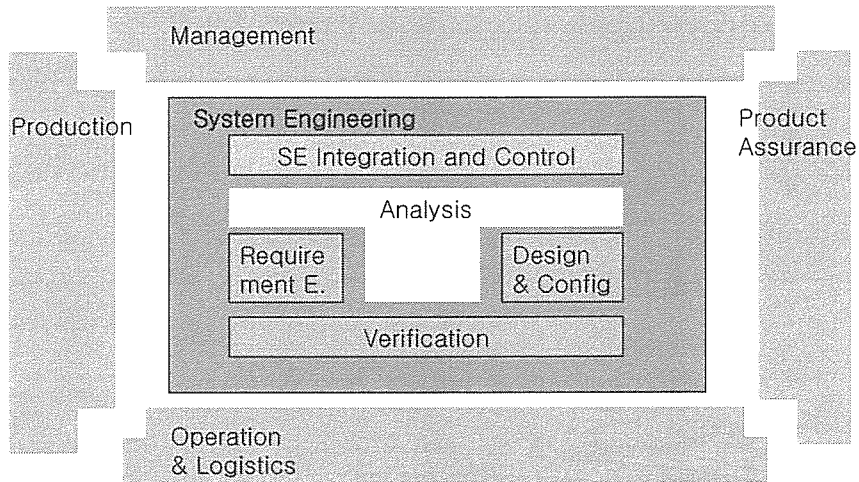 Management
Production
System Engineering
Product
Assurance
SE Integration and Control
Analysis
Require
ment E.
Design
& Config
Verification
Operation
& Logistics